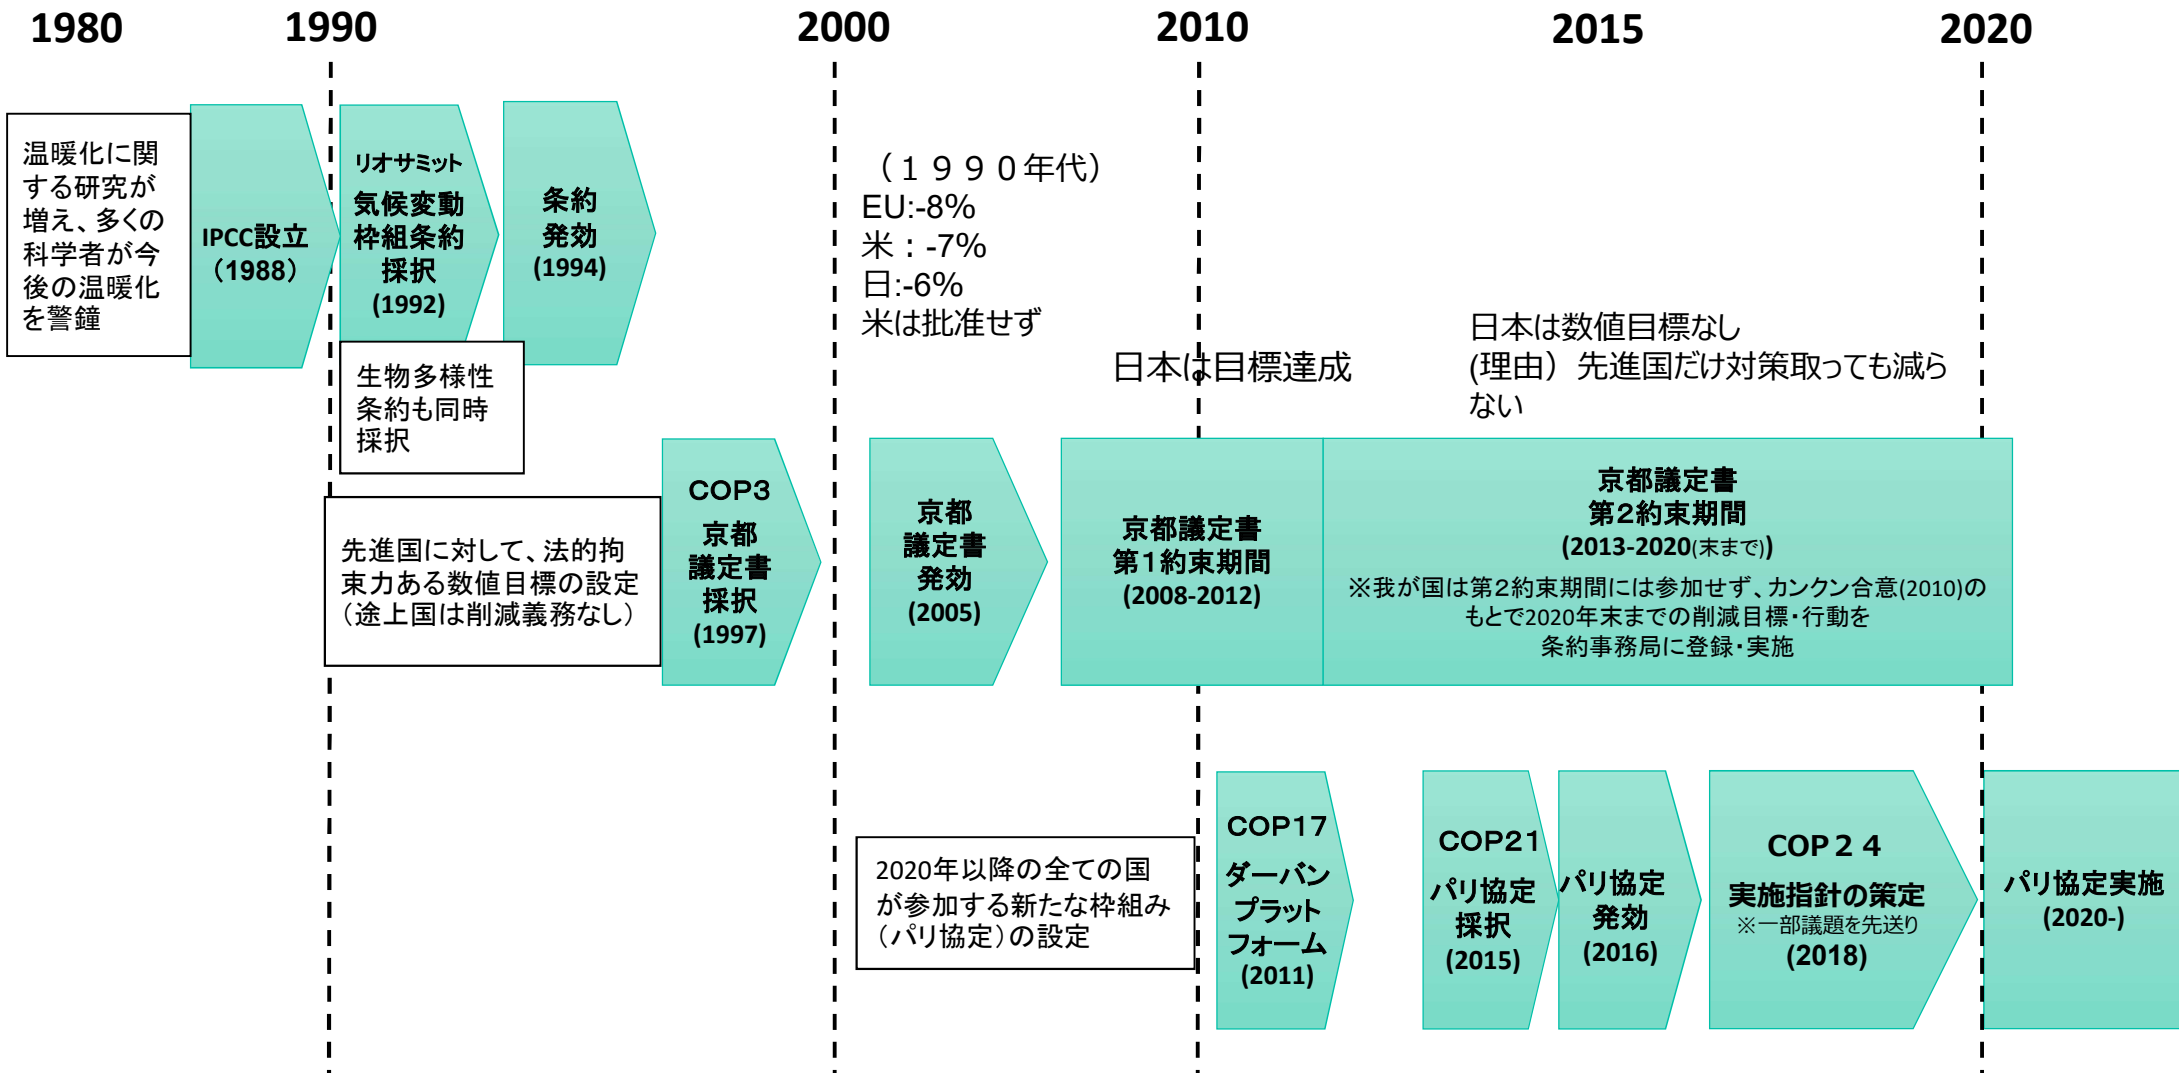 1980
1990
2000
2010
2015
2020
温暖化に関
する研究が
増え、多くの
科学者が今
後の温暖化
を警鐘
IPCC設立
（1988）
リオサミット
気候変動
枠組条約
採択
(1992)
条約
発効
(1994)
生物多様性
条約も同時
採択
（１９９０年代）
EU:-8%
米：-7%
日:-6%
米は批准せず
日本は目標達成
日本は数値目標なし
(理由）先進国だけ対策取っても減ら
ない
先進国に対して、法的拘
束力ある数値目標の設定
（途上国は削減義務なし）
COP3
京都
議定書
採択
(1997)
京都
議定書
発効
(2005)
京都議定書
第１約束期間
(2008-2012)
京都議定書
第２約束期間
(2013-2020(末まで))
※我が国は第２約束期間には参加せず、カンクン合意(2010)の
もとで2020年末までの削減目標・行動を
条約事務局に登録・実施
2020年以降の全ての国
が参加する新たな枠組み
（パリ協定）の設定
COP17
ダーバン
プラット
フォーム
(2011)
COP21
パリ協定
採択
(2015)
パリ協定
発効
(2016)
COP２４
実施指針の策定
※一部議題を先送り
(2018)
パリ協定実施
(2020-)